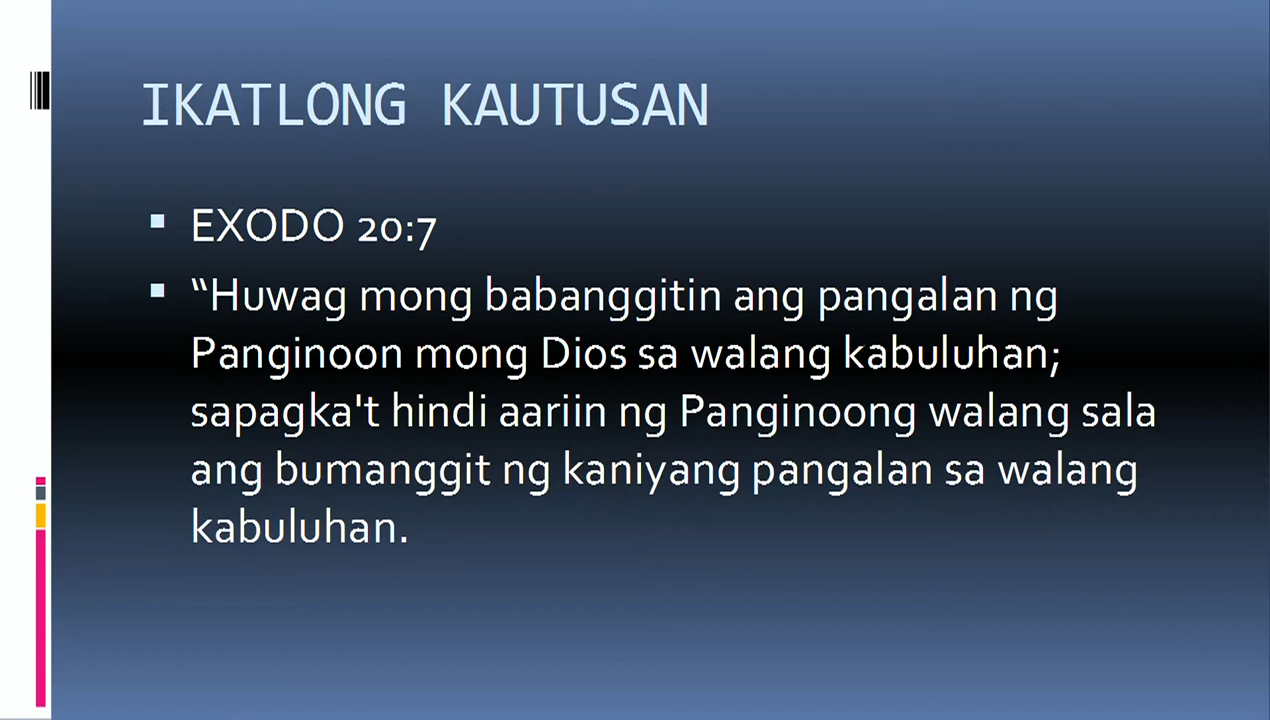 IKATLONG KAUTUSAN
▪ EXODO 20:7
▪ “Huwag mong babanggitin ang pangalan ng
Panginoon mong Dios sa walang kabuluhan;
sapagka't hindi aariin ng Panginoong walang sala
ang bumanggit ng kaniyang pangalan sa walang
kabuluhan.